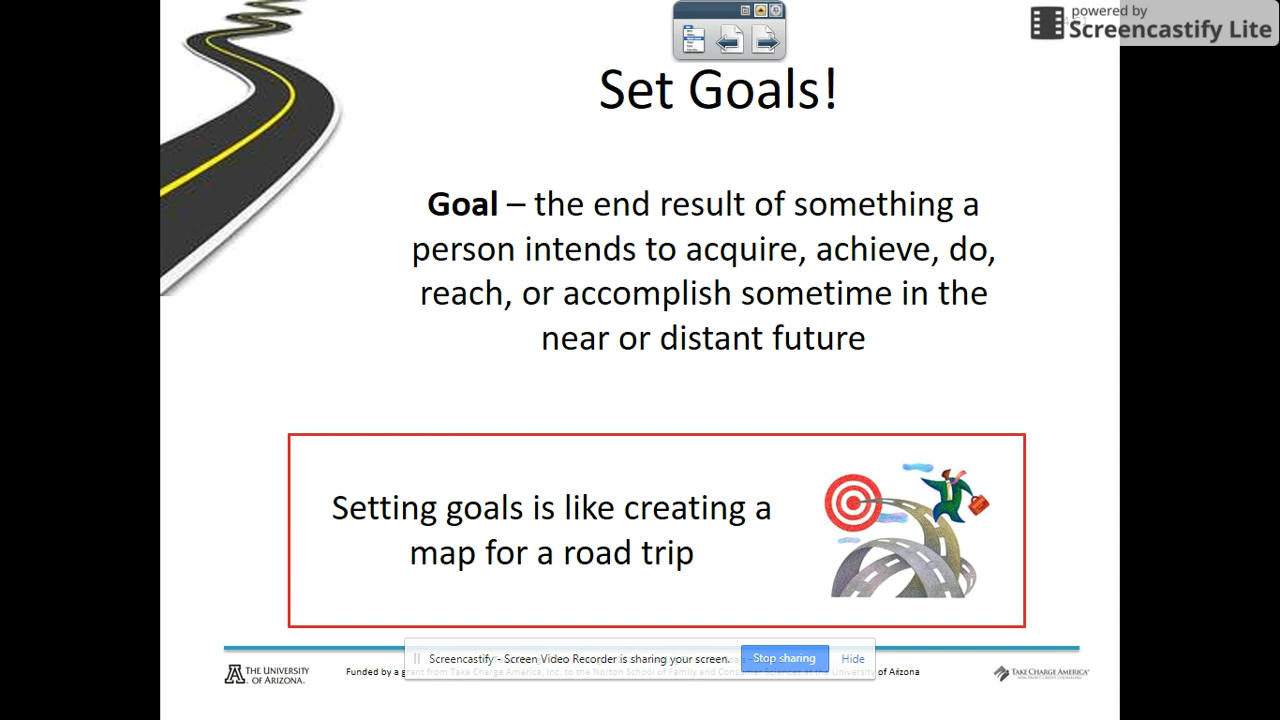 powered by
Screencastify Lite
Set Goals!
Goal – the end result of something a
person intends to acquire, achieve, do,
reach, or accomplish sometime in the
near or distant future
Setting goals is like creating a
map for a road trip
Screencastify - Screen Video Recorder is sharing your screen.
Stop sharing
Hide
THE UNIVERSITY
OF ARIZONA.
Funded by a grant from Take Charge America, Inc. to the Norton School of Family and Consumer Sciences at the University of Arizona
TAKE CHARGE AMERICA